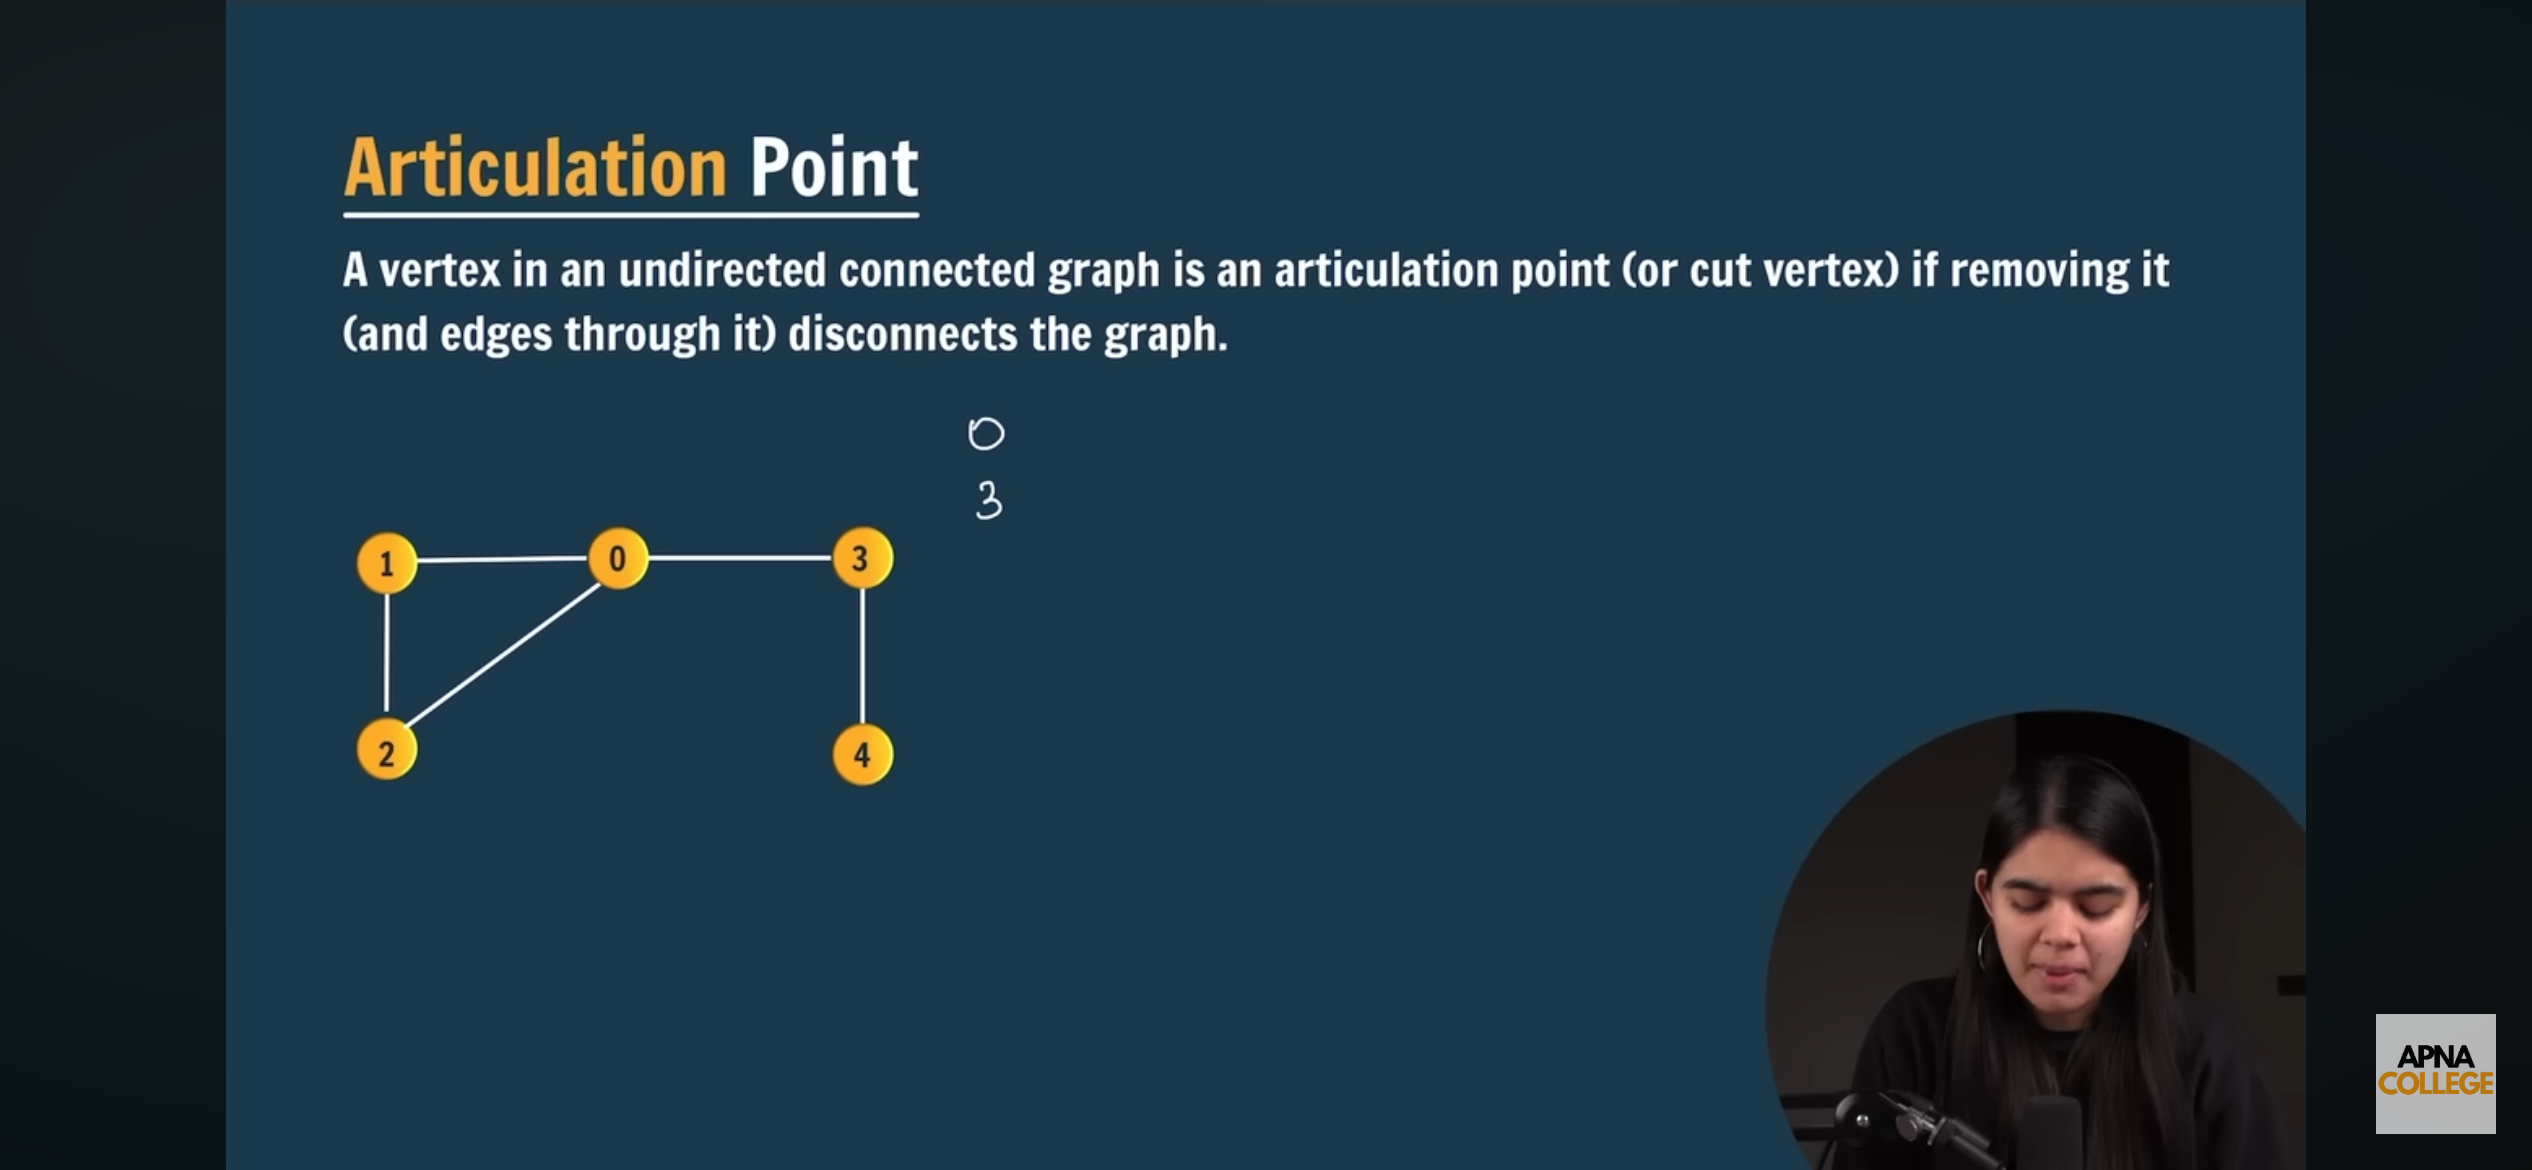 Articulation Point
A vertex in an undirected connected graph is an articulation point (or cut vertex) if removing it
(and edges through it) disconnects the graph.
0
3
1 0 3
2 4
APNA
COLLEGE